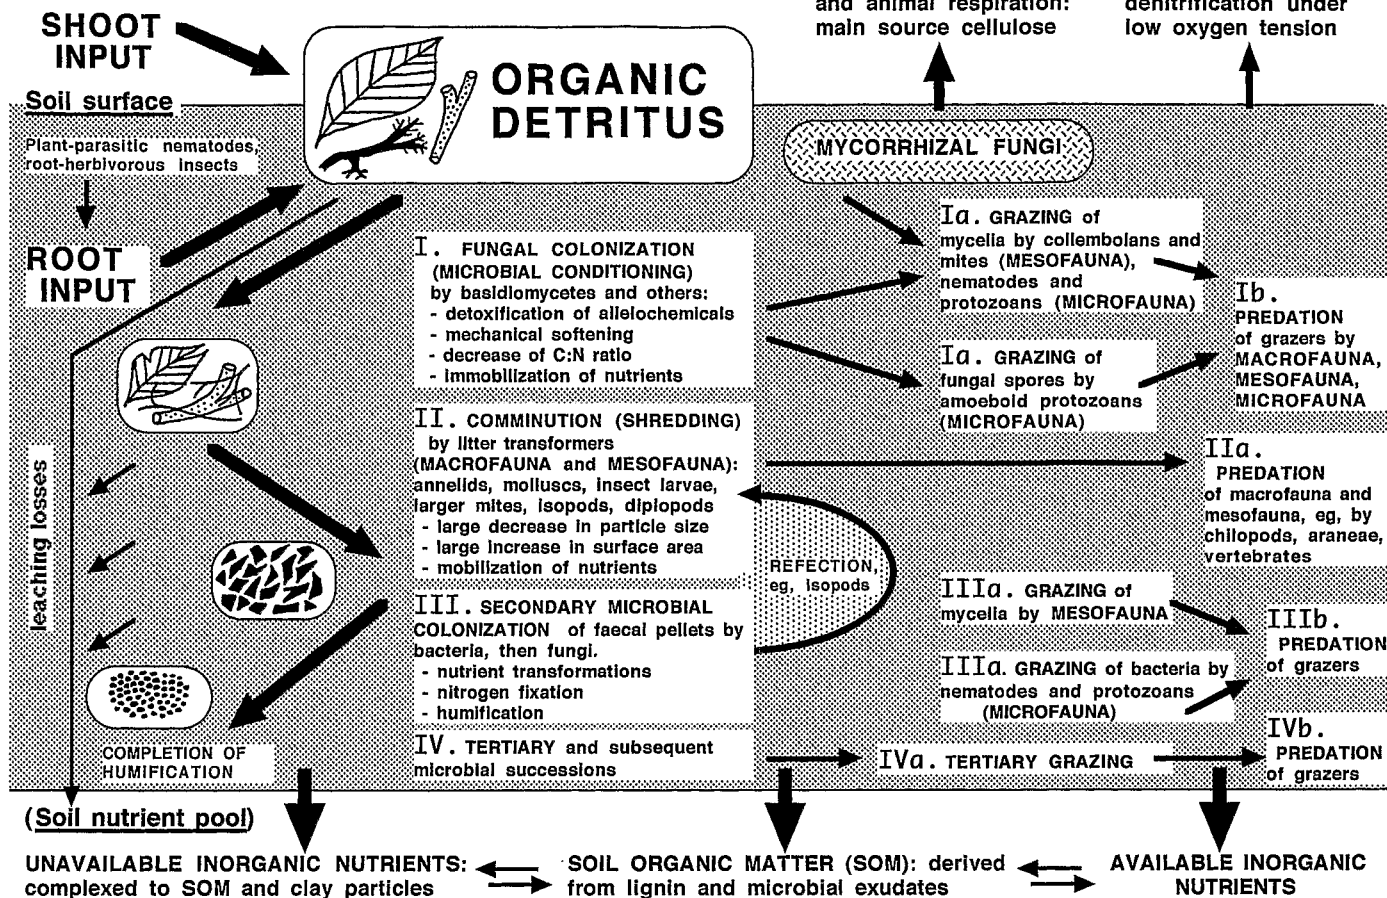 and animal respiration:
main source cellulose
denitrification under
low oxygen tension
SHOOT
INPUT
ORGANIC
DETRITUS
Soil surface
Plant-parasitic nematodes,
root-herbivorous insects
MYCORRHIZAL FUNGI
ROOT
INPUT
I. FUNGAL COLONIZATION
(MICROBIAL CONDITIONING)
by basidiomycetes and others:
- detoxification of allelochemicals
- mechanical softening
- decrease of C:N ratio
- immobilization of nutrients
Ia. GRAZING of
mycelia by collembolans and
mites (MESOFAUNA),
nematodes and
protozoans (MICROFAUNA)
Ia. GRAZING of
fungal spores by
amoeboid protozoans
(MICROFAUNA)
Ib.
PREDATION
of grazers by
MACROFAUNA,
MESOFAUNA,
MICROFAUNA
II. COMMINUTION (SHREDDING)
by litter transformers
(MACROFAUNA and MESOFAUNA):
annelids, molluscs, insect larvae,
larger mites, isopods, diplopods
- large decrease in particle size
- large increase in surface area
- mobilization of nutrients
IIa.
PREDATION
of macrofauna and
mesofauna, eg, by
chilopods, araneae,
vertebrates
leaching losses
REFECTION,
eg, isopods
III. SECONDARY MICROBIAL
COLONIZATION of faecal pellets by
bacteria, then fungi.
- nutrient transformations
- nitrogen fixation
- humification
IIIa. GRAZING of
mycelia by MESOFAUNA
IIIa. GRAZING of bacteria by
nematodes and protozoans
(MICROFAUNA)
IIIb.
PREDATION
of grazers
COMPLETION OF
HUMIFICATION
IV. TERTIARY and subsequent
microbial successions
IVa. TERTIARY GRAZING
IVb.
PREDATION
of grazers
(Soil nutrient pool)
UNAVAILABLE INORGANIC NUTRIENTS:
complexed to SOM and clay particles
SOIL ORGANIC MATTER (SOM): derived
from lignin and microbial exudates
AVAILABLE INORGANIC
NUTRIENTS